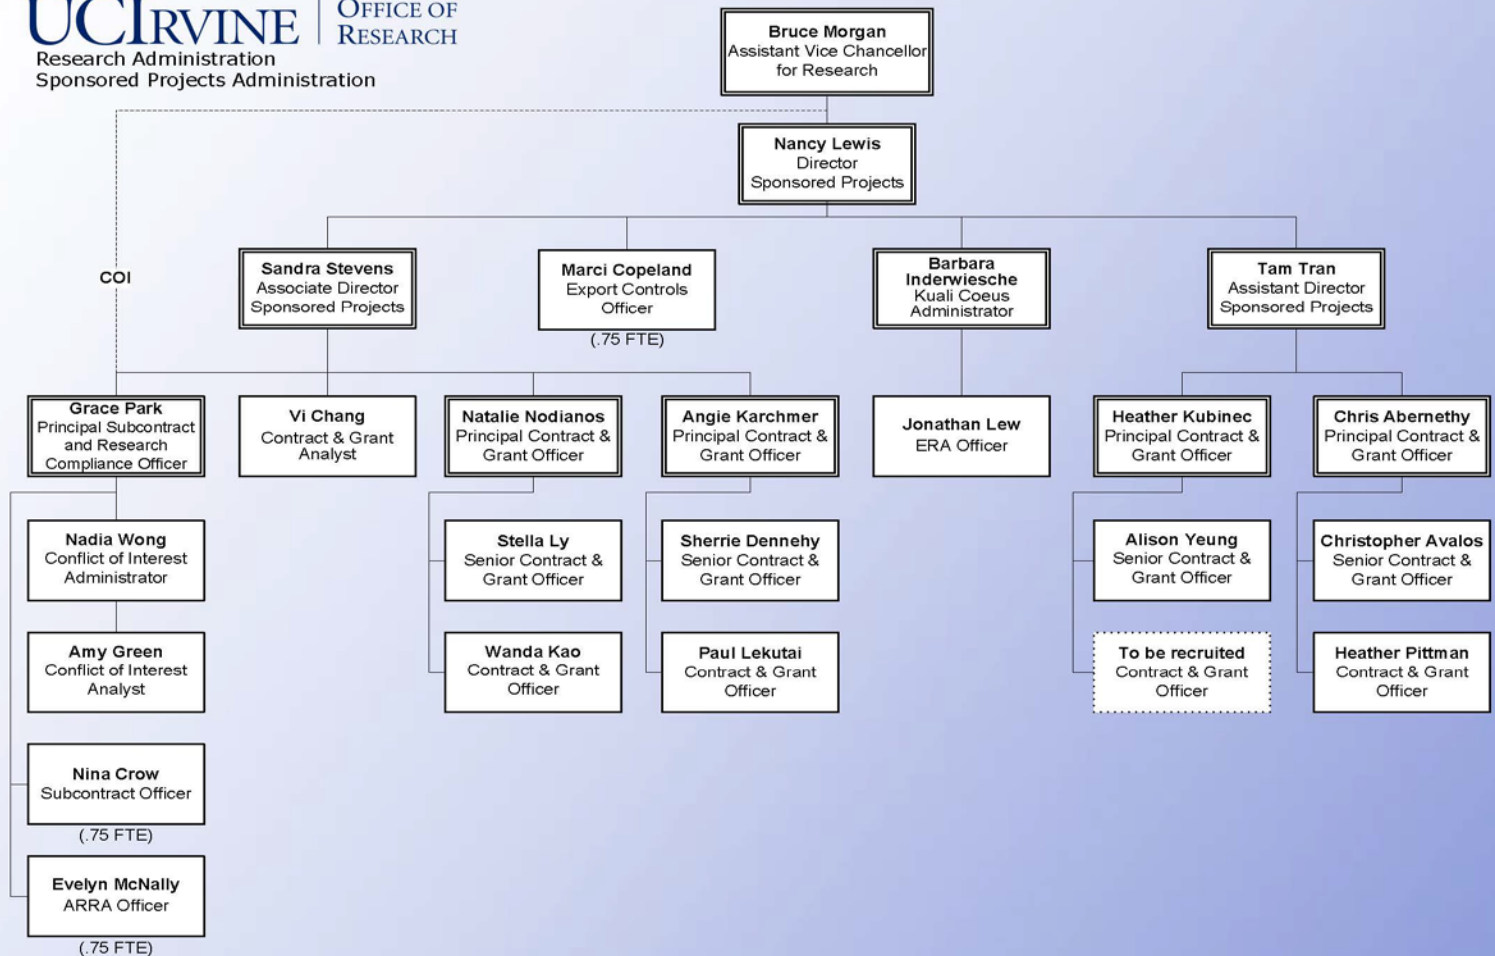 UCIRVINE
OFFICE OF
RESEARCH
Research Administration
Sponsored Projects Administration
Bruce Morgan
Assistant Vice Chancellor
for Research
Nancy Lewis
Director
Sponsored Projects
COI
Sandra Stevens
Associate Director
Sponsored Projects
Marci Copeland
Export Controls
Officer
(.75 FTE)
Barbara
Inderwiesche
Kuali Coeus
Administrator
Tam Tran
Assistant Director
Sponsored Projects
Grace Park
Principal Subcontract
and Research
Compliance Officer
Vi Chang
Contract & Grant
Analyst
Natalie Nodianos
Principal Contract &
Grant Officer
Angie Karchmer
Principal Contract &
Grant Officer
Jonathan Lew
ERA Officer
Heather Kubinec
Principal Contract &
Grant Officer
Chris Abernethy
Principal Contract &
Grant Officer
Nadia Wong
Conflict of Interest
Administrator
Stella Ly
Senior Contract &
Grant Officer
Sherrie Dennehy
Senior Contract &
Grant Officer
Alison Yeung
Senior Contract &
Grant Officer
Christopher Avalos
Senior Contract &
Grant Officer
Amy Green
Conflict of Interest
Analyst
Wanda Kao
Contract & Grant
Officer
Paul Lekutai
Contract & Grant
Officer
To be recruited
Contract & Grant
Officer
Heather Pittman
Contract & Grant
Officer
Nina Crow
Subcontract Officer
(.75 FTE)
Evelyn McNally
ARRA Officer
(.75 FTE)